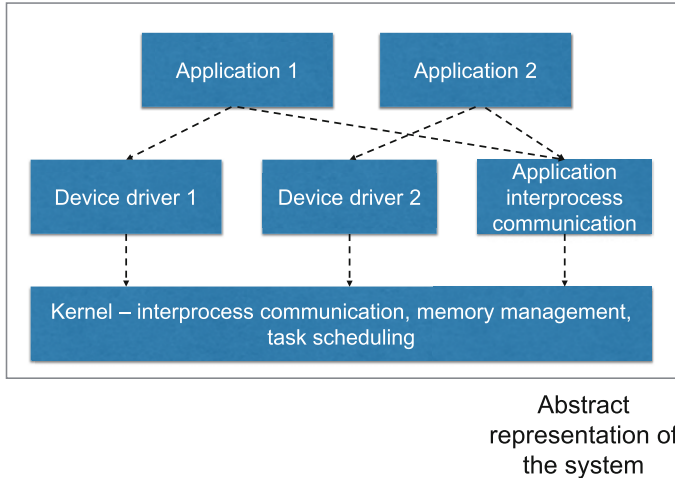 Application 1
Application 2
Device driver 1
Device driver 2
Application
interprocess
communication
Kernel – interprocess communication, memory management,
task scheduling
Abstract
representation of
the system